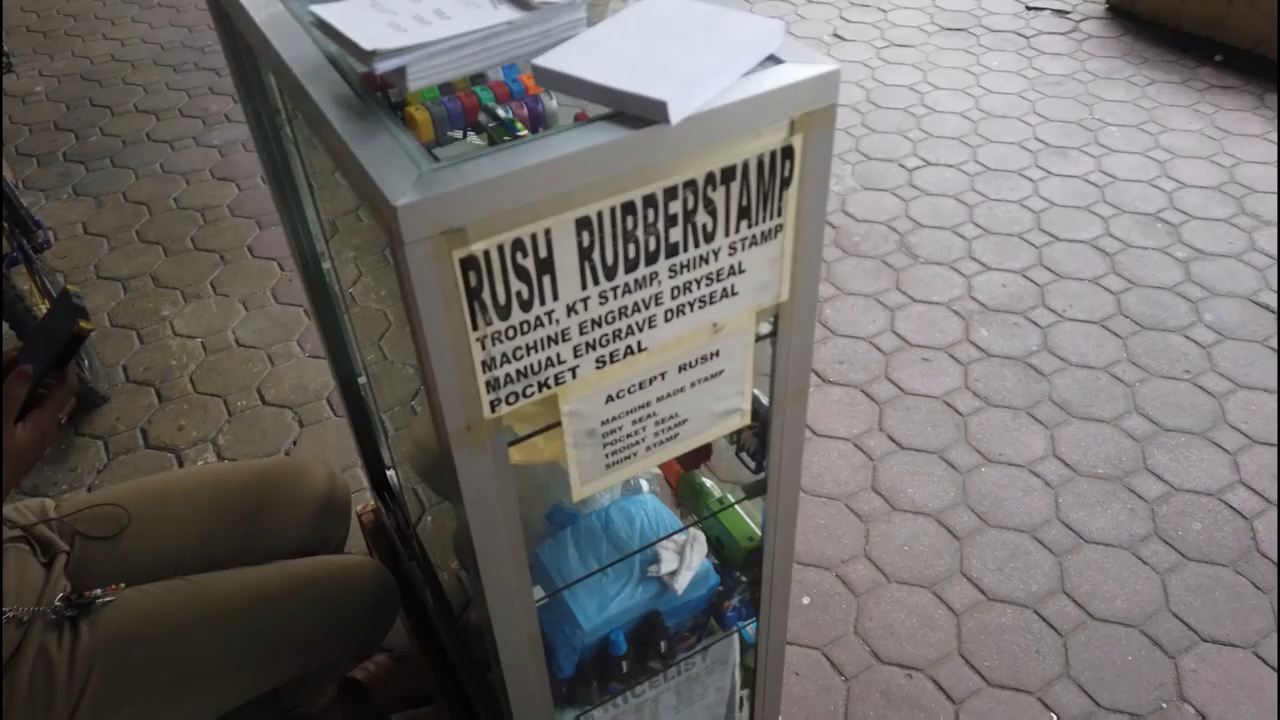 RUSH RUBBERSTAMP
TRODAT, KT STAMP, SHINY STAMP
MACHINE ENGRAVE DRYSEAL
MANUAL ENGRAVE DRYSEAL
POCKET SEAL
ACCEPT RUSH
MACHINE MADE STAMP
DRY SEAL
POCKET SEAL
TRODAT STAMP
SHINY STAMP
PRICELIST